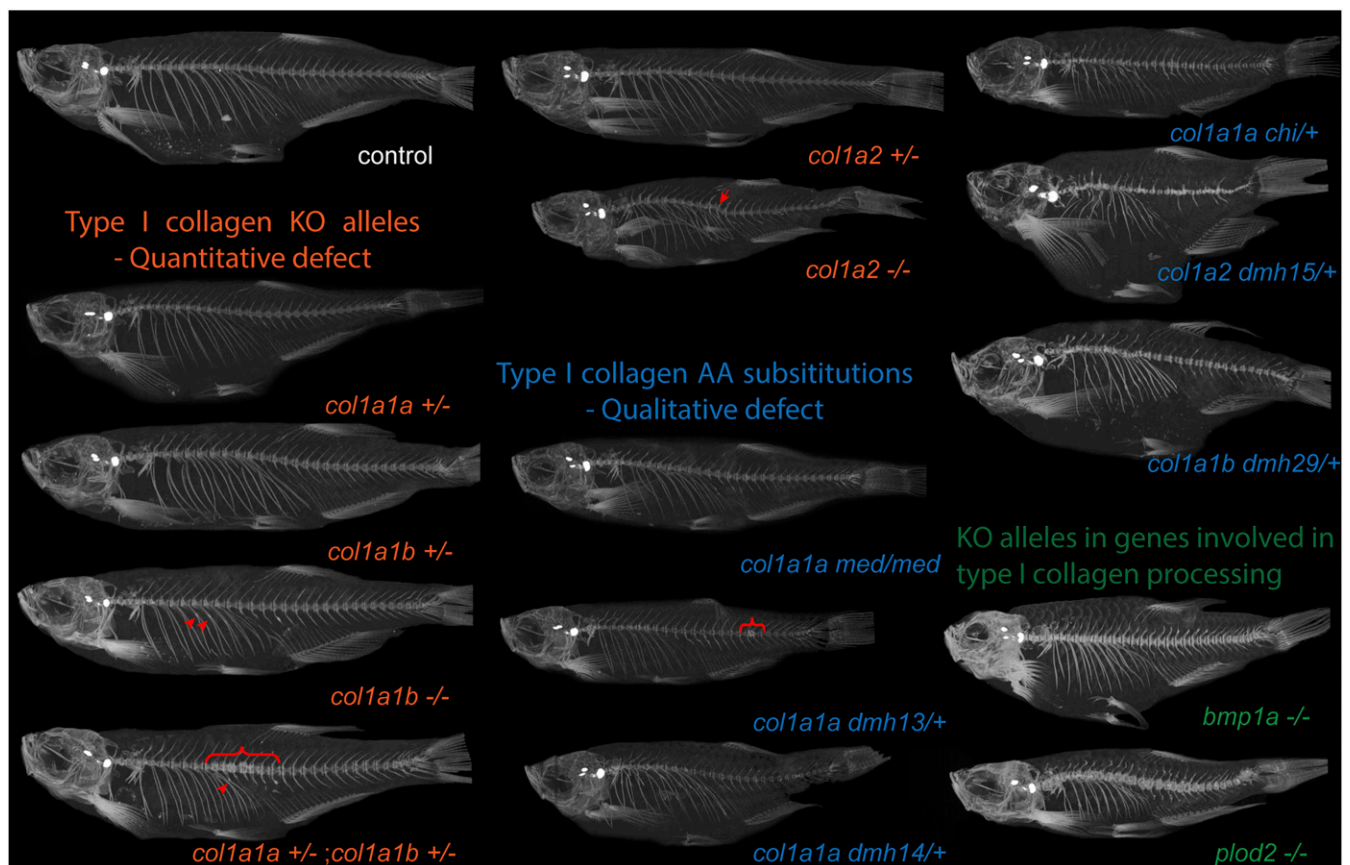 control
Type I collagen KO alleles
- Quantitative defect
col1a1a +/-
col1a1b +/-
col1a1b -/-
col1a1a +/- ;col1a1b +/-
col1a2 +/-
col1a2 -/-
Type I collagen AA subsititutions
- Qualitative defect
col1a1a med/med
col1a1a dmh13/+
col1a1a dmh14/+
col1a1a chi/+
col1a2 dmh15/+
col1a1b dmh29/+
KO alleles in genes involved in
type I collagen processing
bmp1a -/-
plod2 -/-